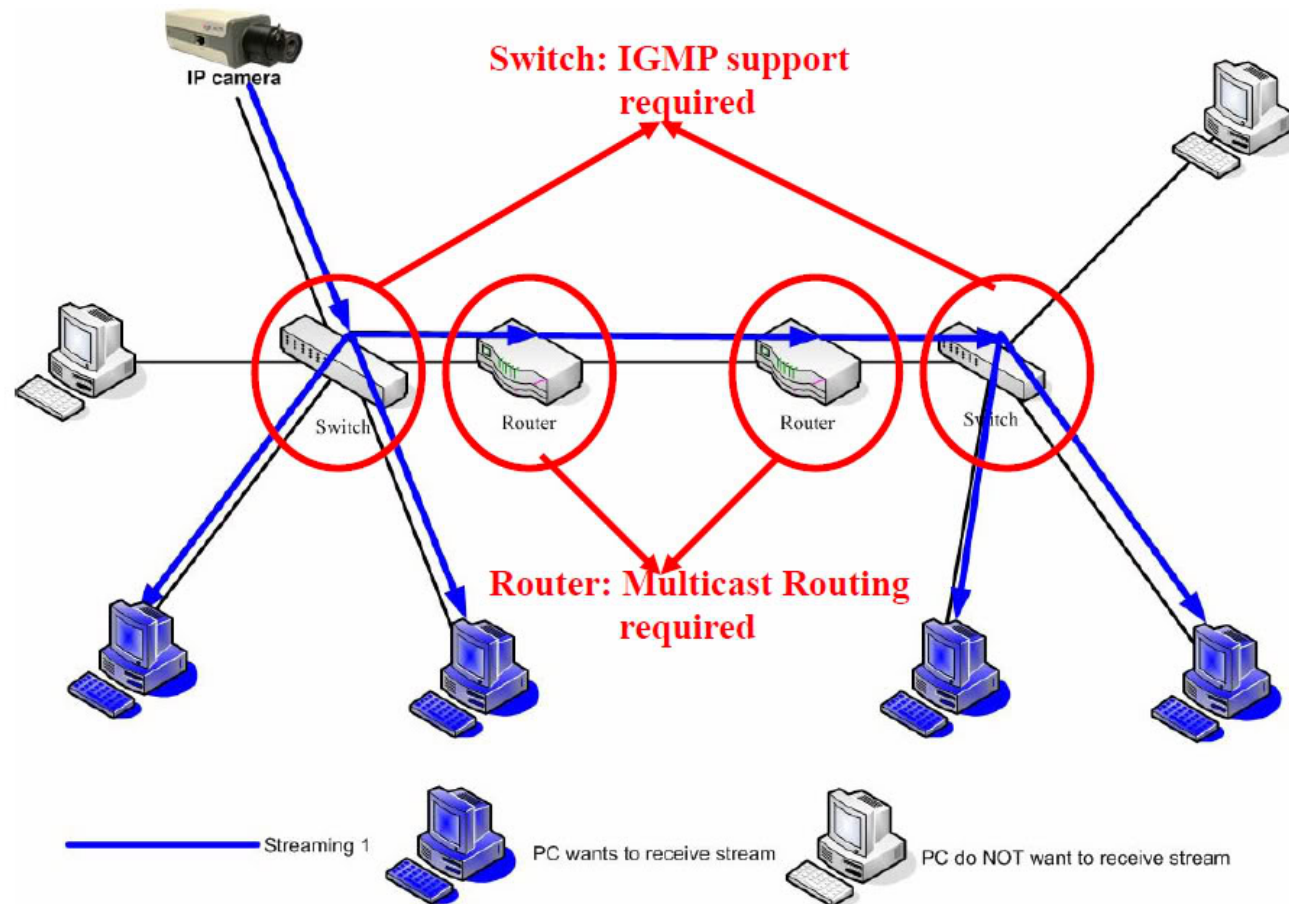 IP camera
Switch: IGMP support
required
Switch
Router
Router
Switch
Router: Multicast Routing
required
Streaming 1
PC wants to receive stream
PC do NOT want to receive stream